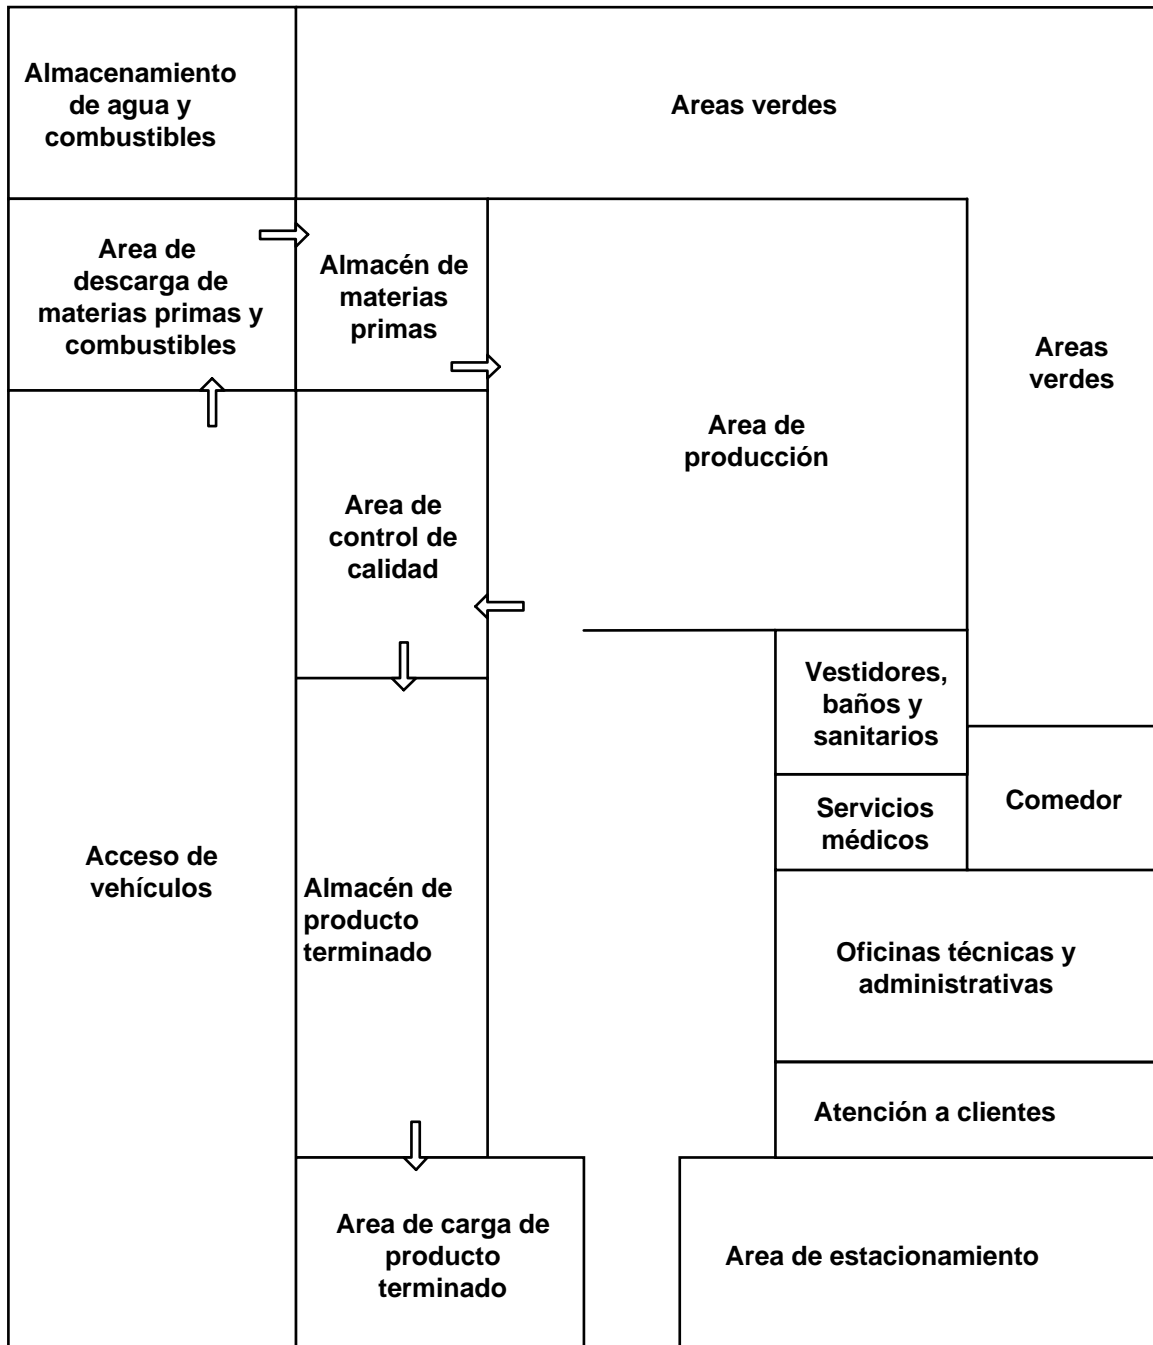 Almacenamiento
de agua y
combustibles
Areas verdes
Area de
descarga de
materias primas y
combustibles
Almacén de
materias
primas
Areas
verdes
Area de
producción
Area de
control de
calidad
Vestidores,
baños y
sanitarios
Comedor
Servicios
médicos
Acceso de
vehículos
Almacén de
producto
terminado
Oficinas técnicas y
administrativas
Atención a clientes
Area de carga de
producto
terminado
Area de estacionamiento